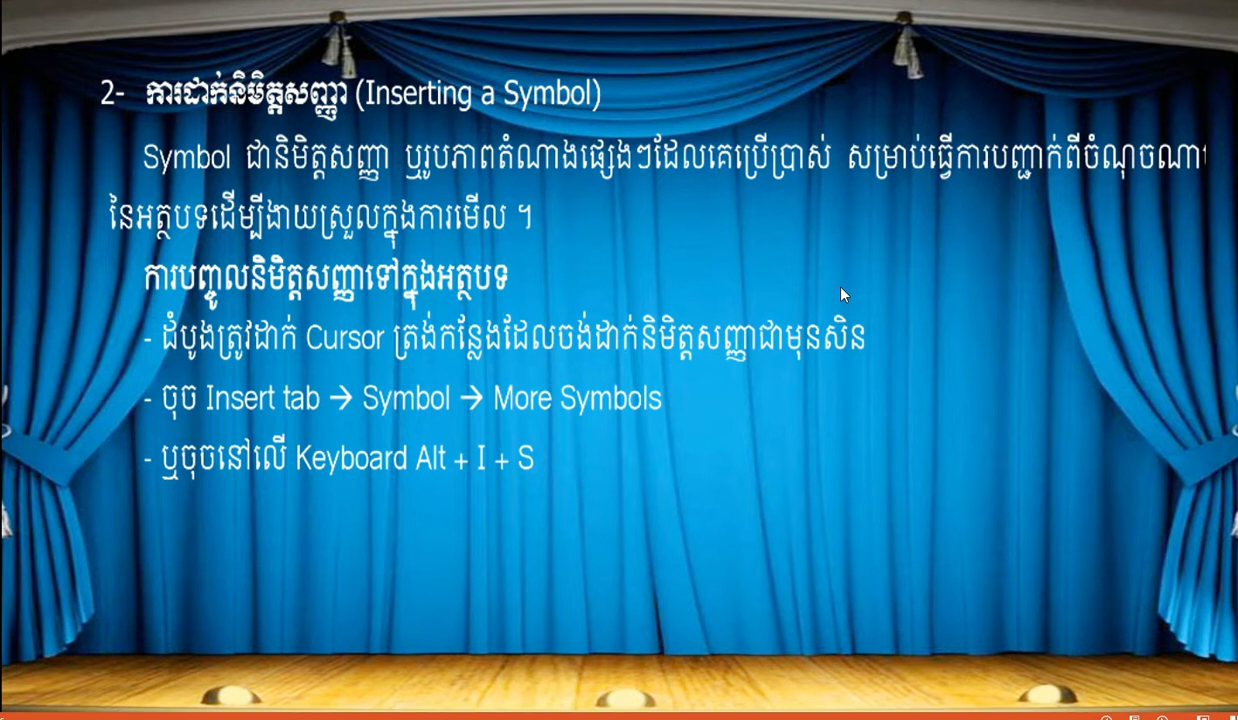 2- ការដាក់និមិត្តសញ្ញា (Inserting a Symbol)
Symbol ជានិមិត្តសញ្ញា ឬរូបភាពតំណាងផ្សេងៗដែលគេប្រើប្រាស់ សម្រាប់ធ្វើការបញ្ជាក់ពីចំណុចណា
នៃអត្ថបទដើម្បីងាយស្រួលក្នុងការមើល ។
ការបញ្ចូលនិមិត្តសញ្ញាទៅក្នុងអត្ថបទ
- ដំបូងត្រូវដាក់ Cursor ត្រង់កន្លែងដែលចង់ដាក់និមិត្តសញ្ញាជាមុនសិន
- ចុច Insert tab → Symbol → More Symbols
- ឬចុចនៅលើ Keyboard Alt + I + S